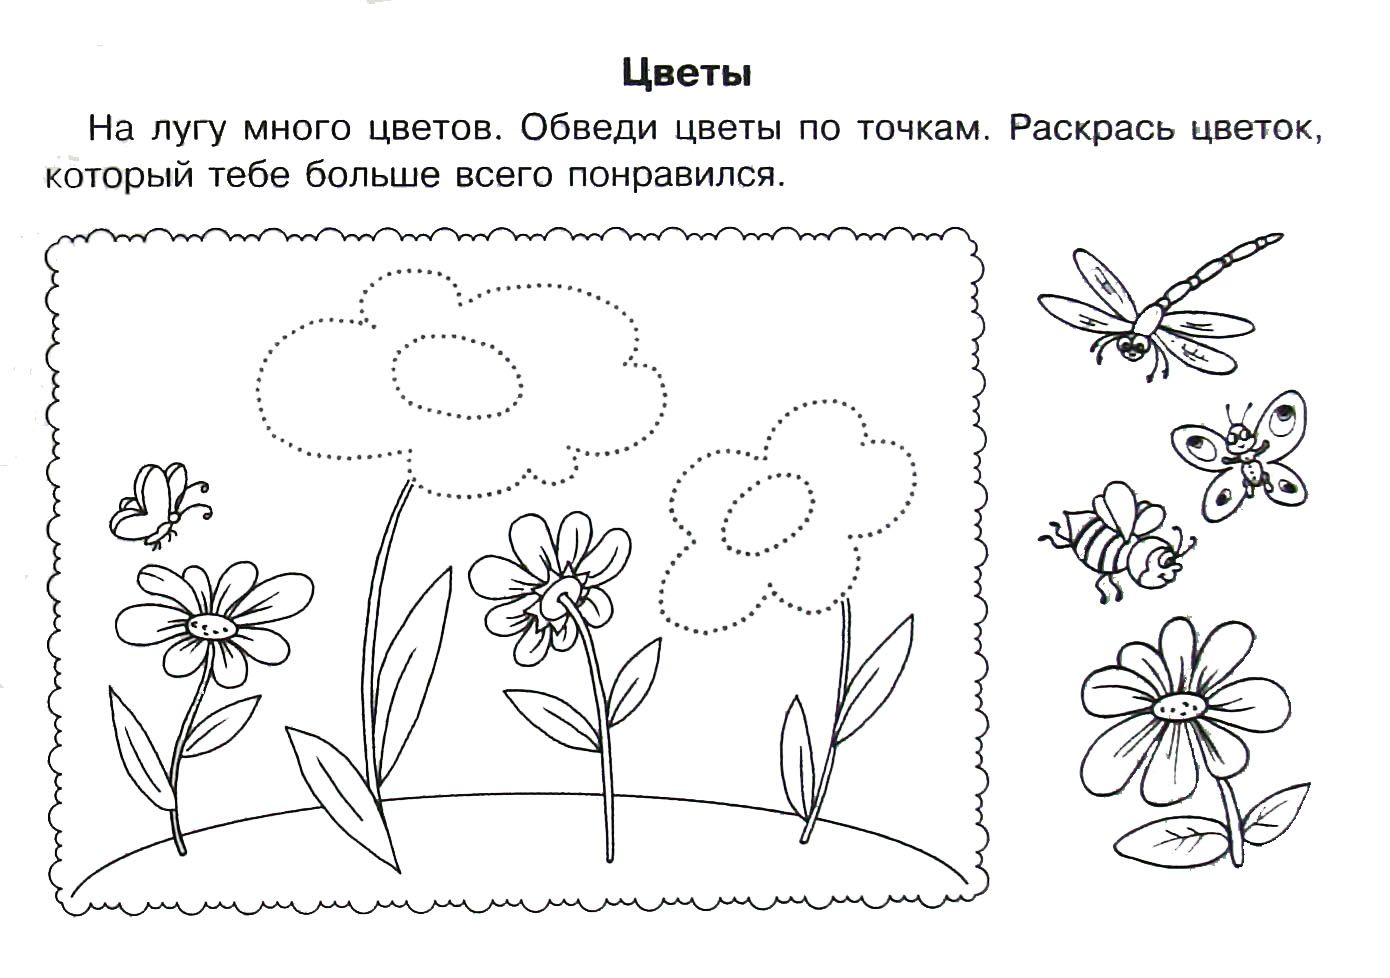 Цветы
На лугу много цветов. Обведи цветы по точкам. Раскрась цветок,
который тебе больше всего понравился.